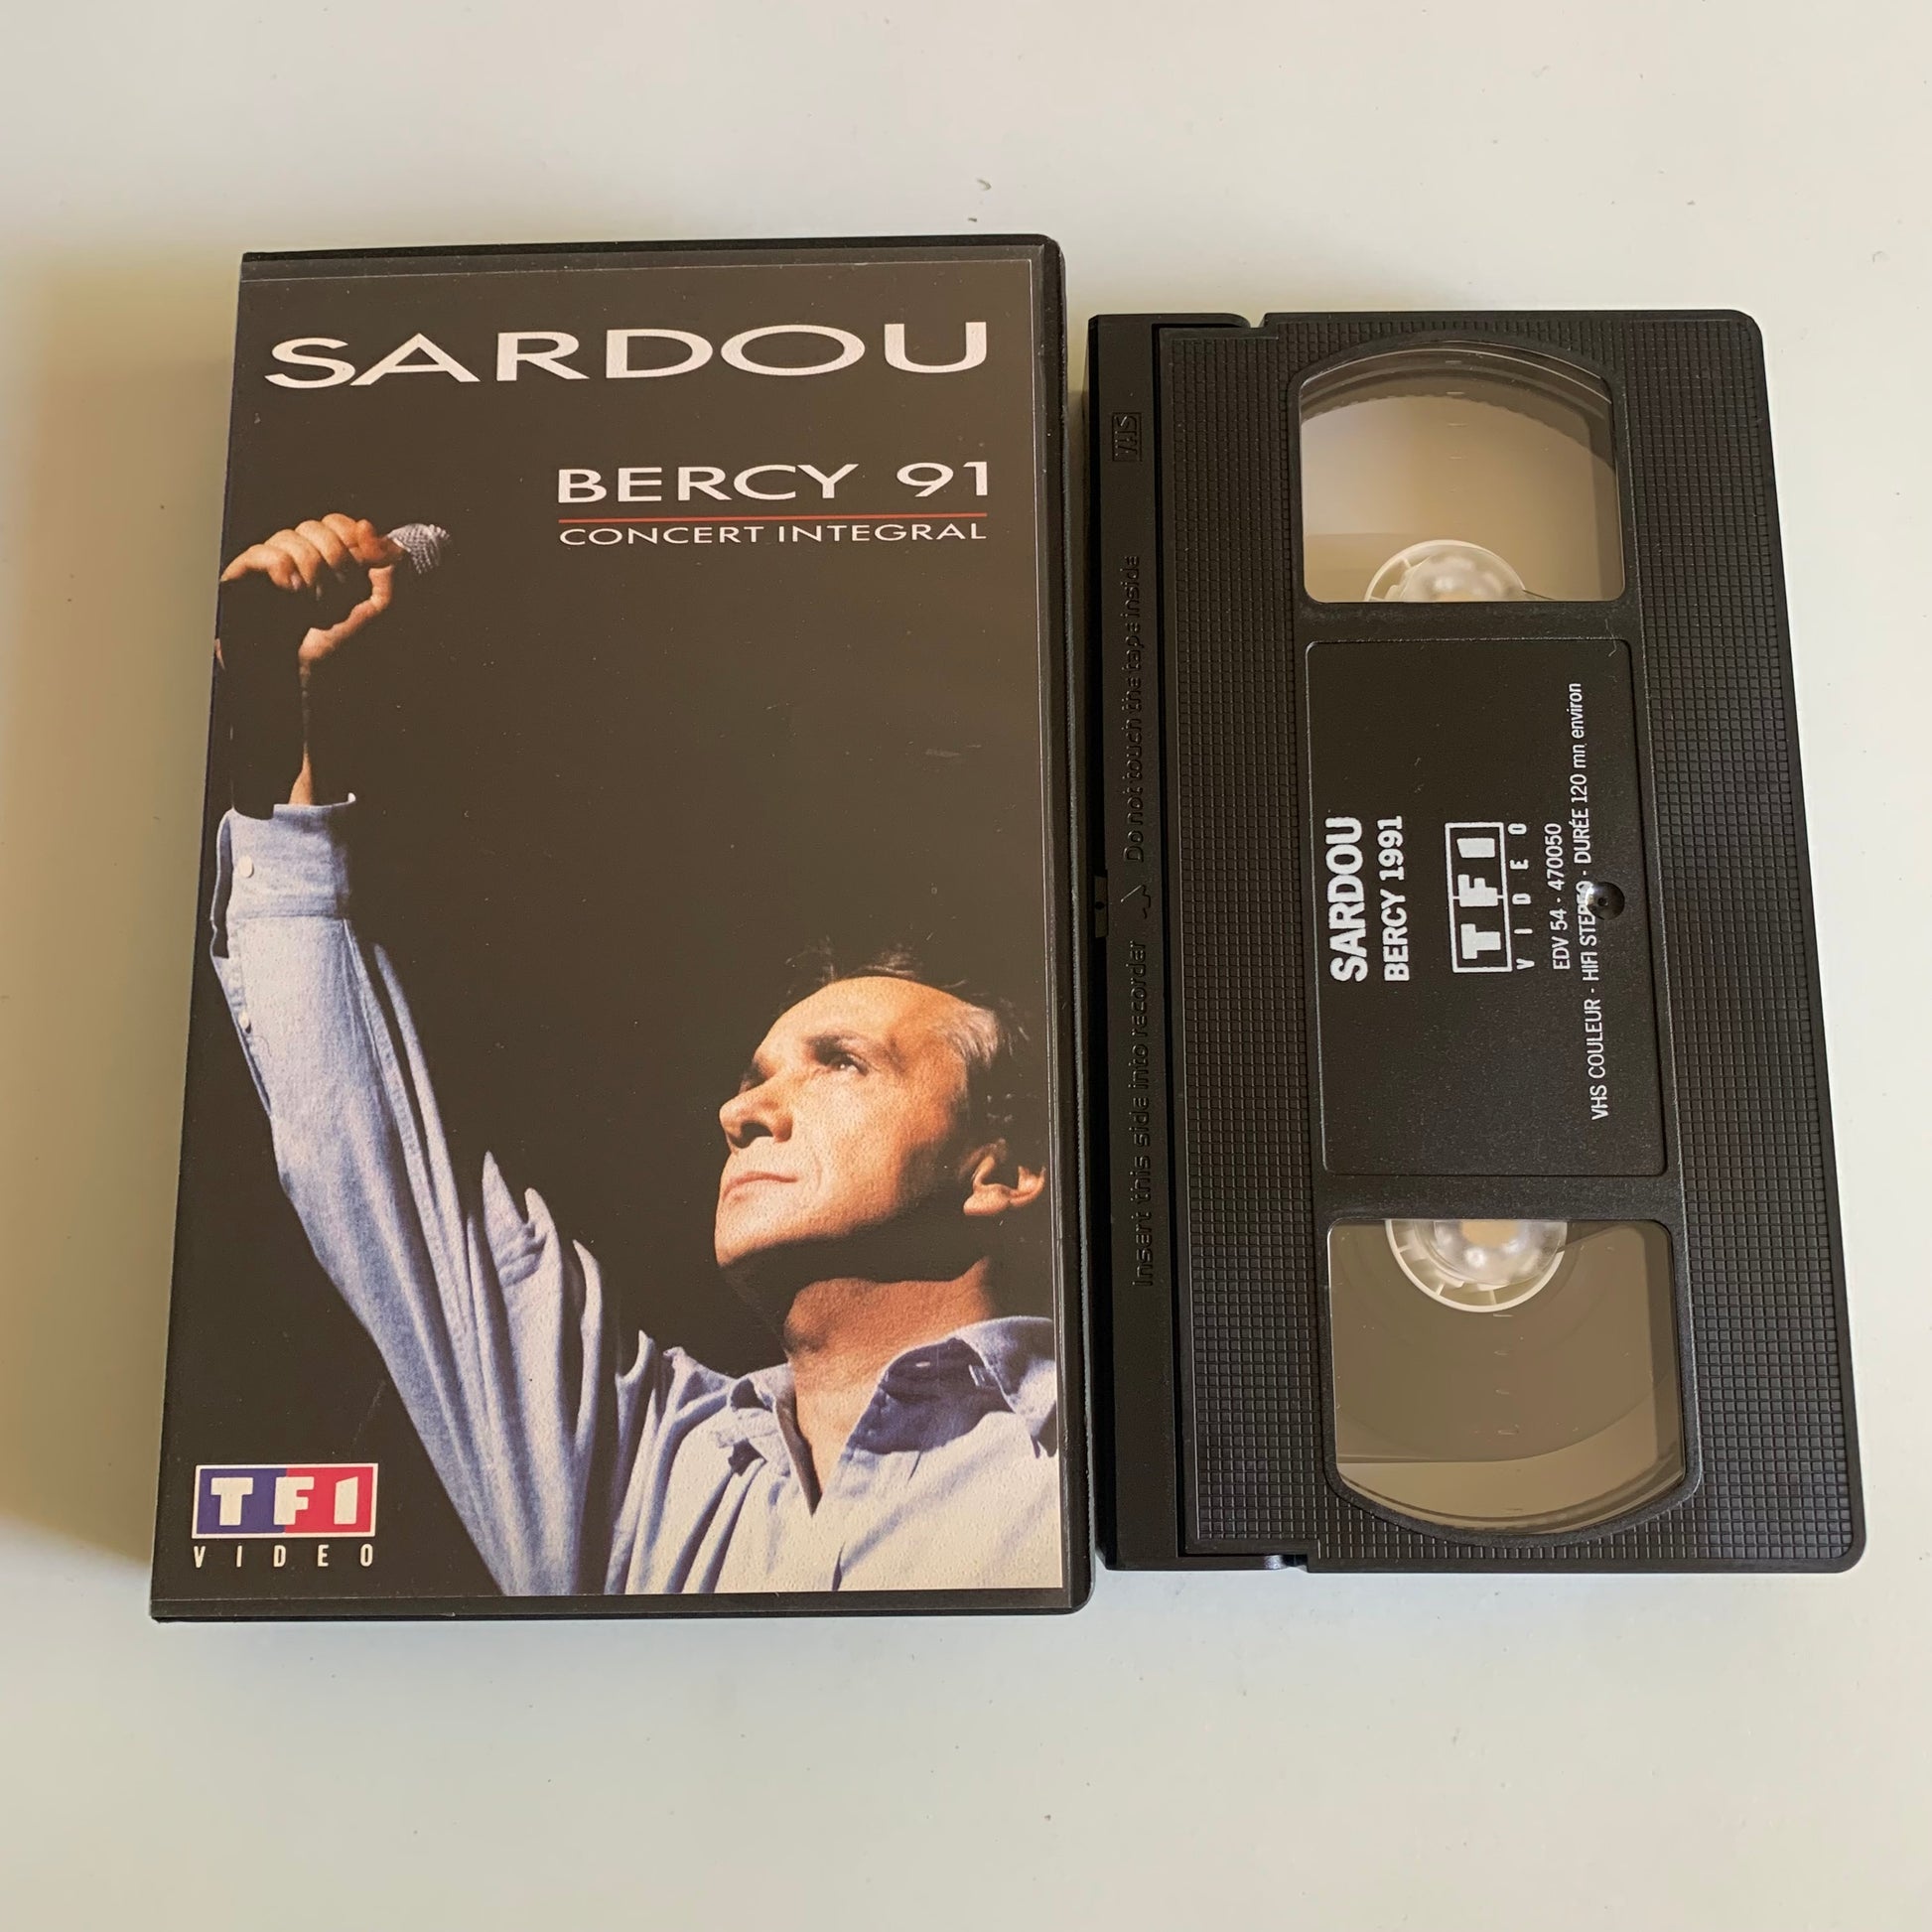 SARDOU
BERCY 91
CONCERT INTEGRAL
TF1
VIDEO
VHS
Insert this side into recorder
Do not touch the tape inside
SARDOU
BERCY 1991
TF1
VIDEO
EDV 54 - 470050
VHS COULEUR - HIFI STEREO - DURÉE 120 mn environ